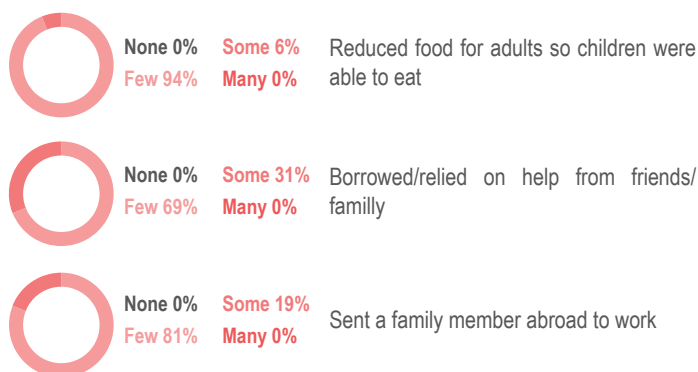 None 0% Some 6%
Few 94% Many 0%
Reduced food for adults so children were
able to eat
None 0% Some 31%
Few 69% Many 0%
Borrowed/relied on help from friends/
familly
None 0% Some 19%
Few 81% Many 0%
Sent a family member abroad to work